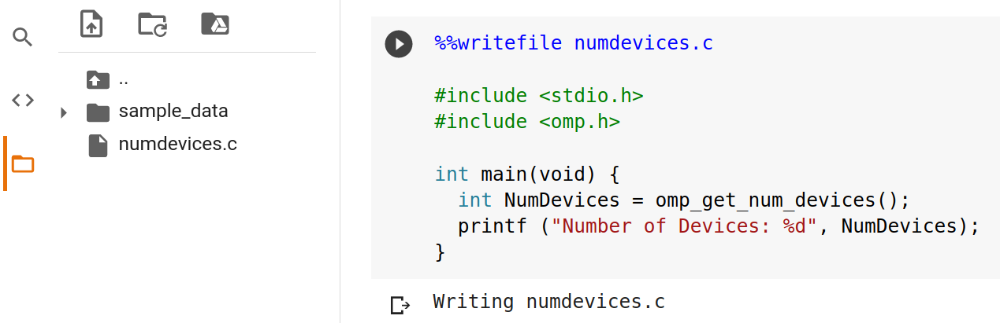 ..
sample_data
numdevices.c
%%writefile numdevices.c
#include <stdio.h>
#include <omp.h>
int main(void) {
  int NumDevices = omp_get_num_devices();
  printf ("Number of Devices: %d", NumDevices);
}
Writing numdevices.c